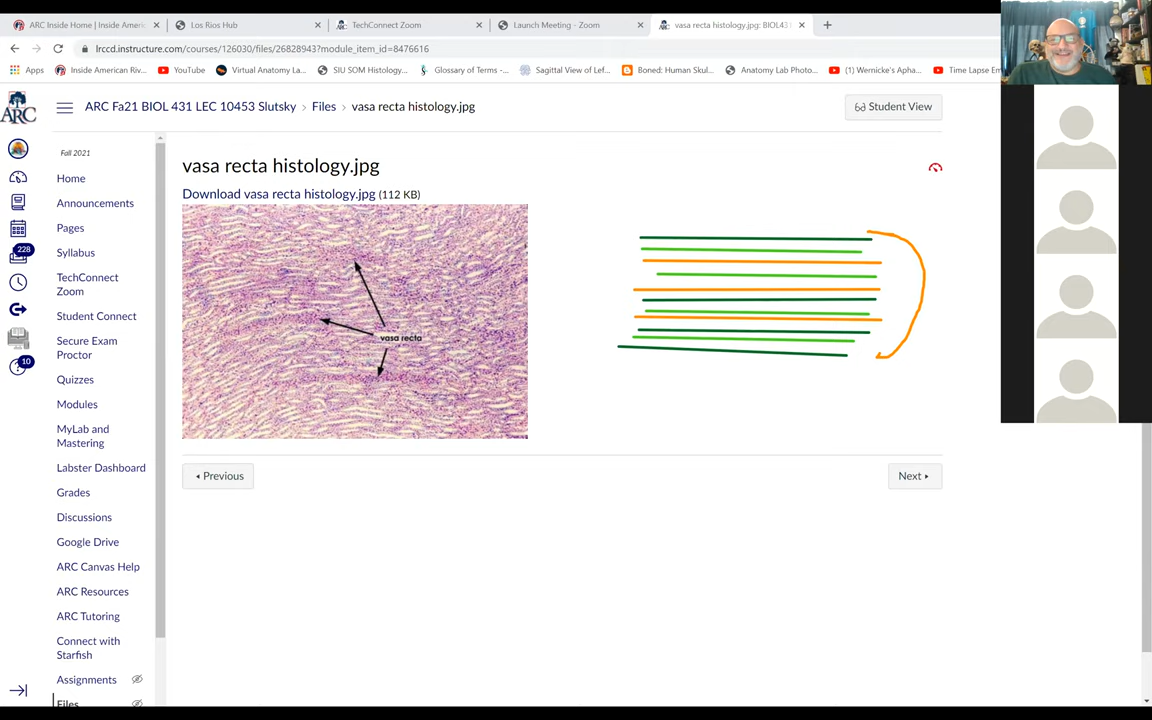 ARC Inside Home | Inside Americ
Los Rios Hub
TechConnect Zoom
Launch Meeting - Zoom
vasa recta histology.jpg: BIOL43
lrccd.instructure.com/courses/126030/files/26828943?module_item_id=8476616
Apps
Inside American Riv...
YouTube
Virtual Anatomy La...
SIU SOM Histology...
Glossary of Terms -...
Sagittal View of Lef...
Boned: Human Skul...
Anatomy Lab Photo...
(1) Wernicke's Apha...
Time Lapse Em
ARC
ARC Fa21 BIOL 431 LEC 10453 Slutsky › Files › vasa recta histology.jpg
Student View
Fall 2021
Home
Announcements
Pages
Syllabus
TechConnect
Zoom
Student Connect
Secure Exam
Proctor
Quizzes
Modules
MyLab and
Mastering
Labster Dashboard
Grades
Discussions
Google Drive
ARC Canvas Help
ARC Resources
ARC Tutoring
Connect with
Starfish
Assignments
Files
228
10
vasa recta histology.jpg
Download vasa recta histology.jpg (112 KB)
vasa recta
Previous
Next